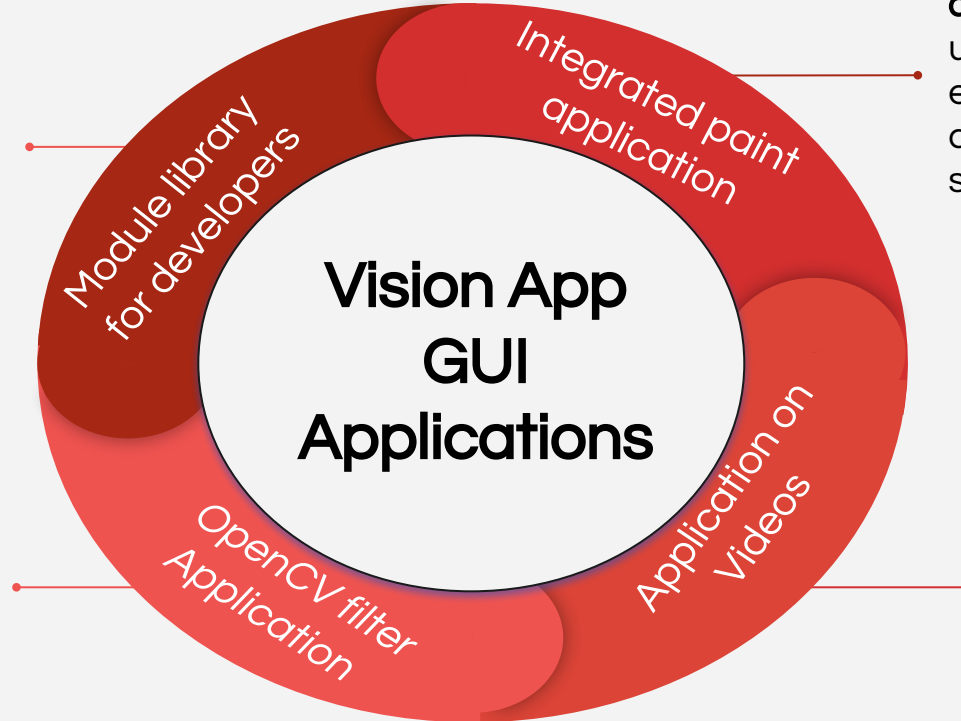 Integrated paint
application
Module library
for developers
Vision App
GUI
Applications
Application on
Videos
OpenCV filter
Application